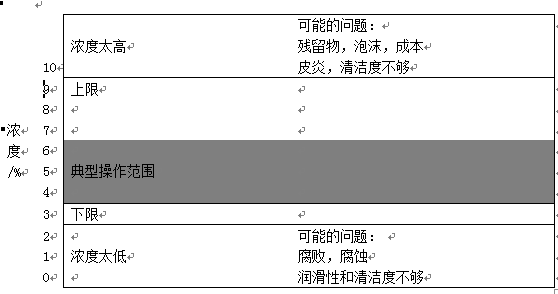 可能的问题：
浓度太高
残留物，泡沫，成本
10
皮炎，清洁度不够
9
上限
8
浓
7
度
6
/%
5
典型操作范围
4
3
下限
2
可能的问题：
1
浓度太低
腐败，腐蚀
0
润滑性和清洁度不够